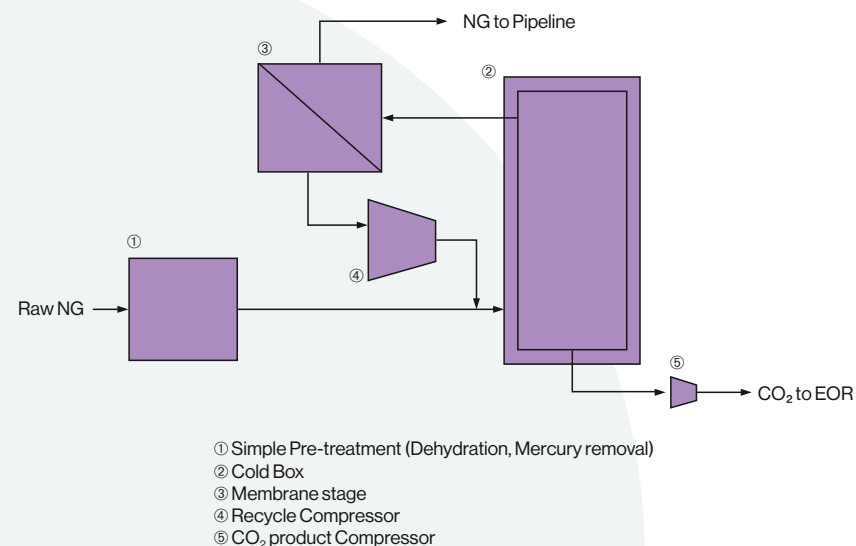 NG to Pipeline
③
②
①
④
Raw NG
⑤
CO₂ to EOR
① Simple Pre-treatment (Dehydration, Mercury removal)
② Cold Box
③ Membrane stage
④ Recycle Compressor
⑤ CO₂ product Compressor